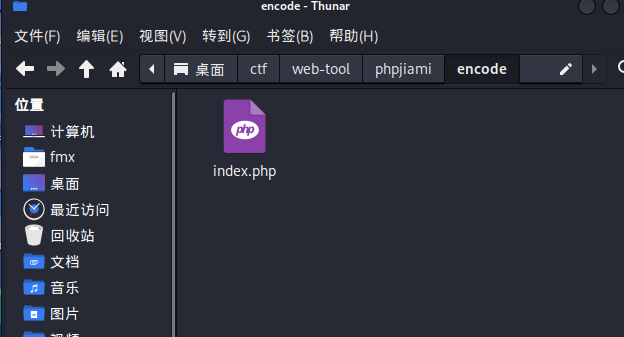 encode - Thunar
文件(F) 编辑(E) 视图(V) 转到(G) 书签(B) 帮助(H)
桌面 ctf web-tool phpjiami encode
位置
计算机
fmx
桌面
最近访问
回收站
文档
音乐
图片
视频
php
index.php